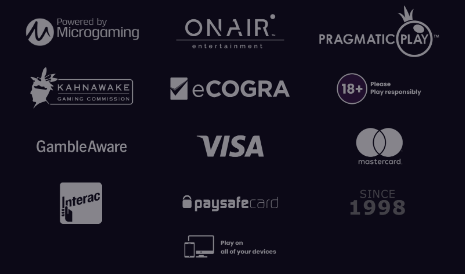 Powered by
Microgaming
ONAIR
entertainment
PRAGMATIC PLAY™
KAHNAWAKE
GAMING COMMISSION
eCOGRA
18+
Please
Play responsibly
GambleAware
VISA
mastercard
Interac
paysafecard
SINCE
1998
Play on
all of your devices